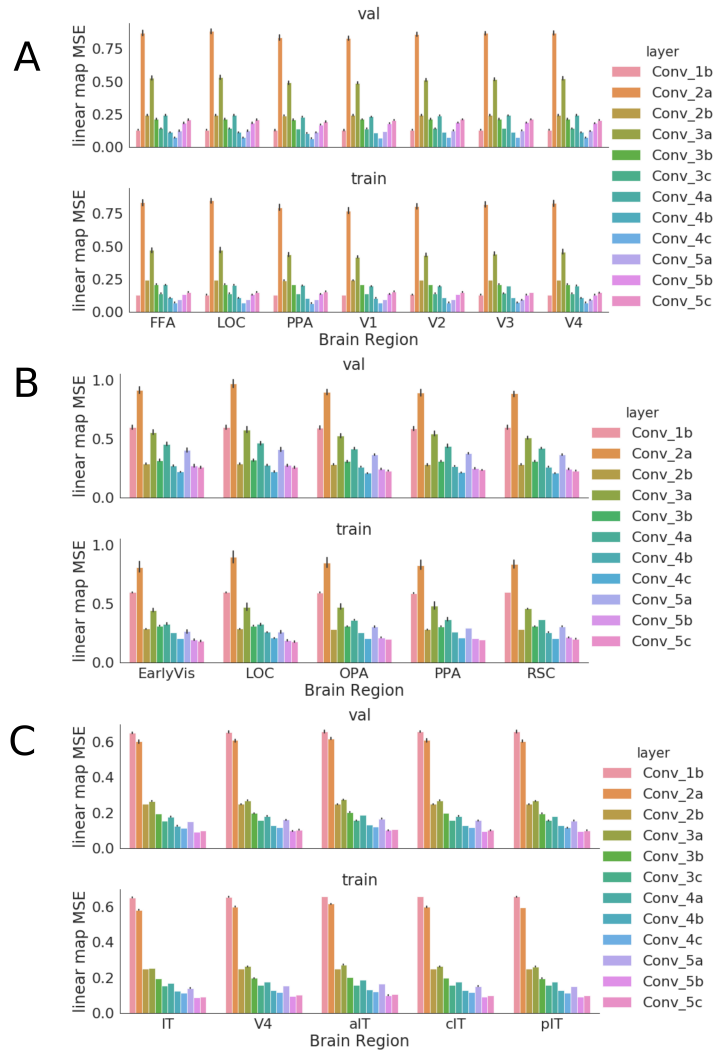 A
val
linear map MSE
0.75
0.50
0.25
0.00
train
linear map MSE
0.75
0.50
0.25
0.00
FFA LOC PPA V1 V2 V3 V4
Brain Region
layer
Conv_1b
Conv_2a
Conv_2b
Conv_3a
Conv_3b
Conv_3c
Conv_4a
Conv_4b
Conv_4c
Conv_5a
Conv_5b
Conv_5c
B
val
linear map MSE
1.0
0.5
0.0
train
linear map MSE
1.0
0.5
0.0
EarlyVis LOC OPA PPA RSC
Brain Region
layer
Conv_1b
Conv_2a
Conv_2b
Conv_3a
Conv_3b
Conv_4a
Conv_4b
Conv_4c
Conv_5a
Conv_5b
Conv_5c
C
val
linear map MSE
0.6
0.4
0.2
0.0
train
linear map MSE
0.6
0.4
0.2
0.0
IT V4 aIT cIT pIT
Brain Region
layer
Conv_1b
Conv_2a
Conv_2b
Conv_3a
Conv_3b
Conv_3c
Conv_4a
Conv_4b
Conv_4c
Conv_5a
Conv_5b
Conv_5c